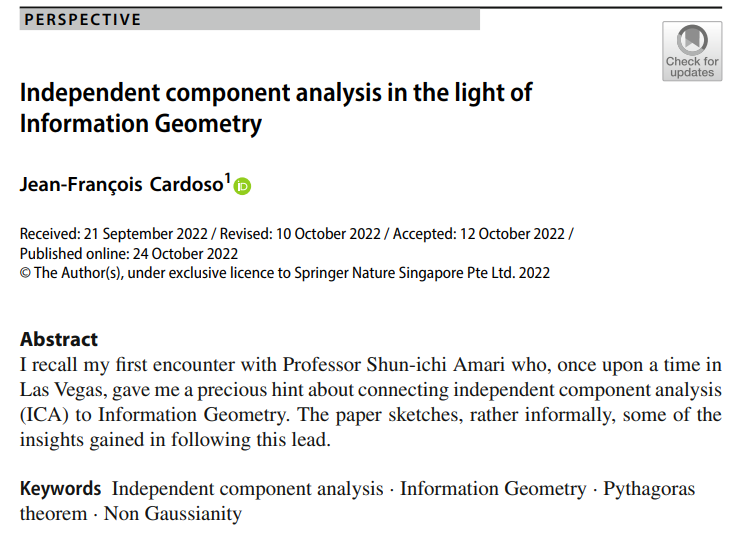 PERSPECTIVE
Check for
updates
Independent component analysis in the light of
Information Geometry
Jean-François Cardoso1 iD
Received: 21 September 2022 / Revised: 10 October 2022 / Accepted: 12 October 2022 /
Published online: 24 October 2022
© The Author(s), under exclusive licence to Springer Nature Singapore Pte Ltd. 2022
Abstract
I recall my first encounter with Professor Shun-ichi Amari who, once upon a time in
Las Vegas, gave me a precious hint about connecting independent component analysis
(ICA) to Information Geometry. The paper sketches, rather informally, some of the
insights gained in following this lead.
Keywords Independent component analysis · Information Geometry · Pythagoras
theorem · Non Gaussianity